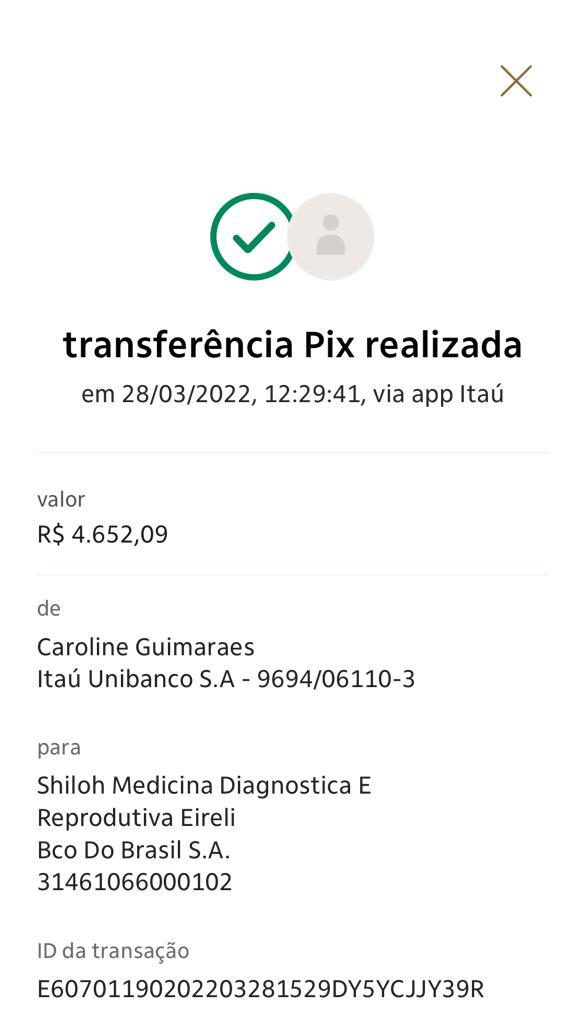 transferência Pix realizada
em 28/03/2022, 12:29:41, via app Itaú
valor
R$ 4.652,09
de
Caroline Guimaraes
Itaú Unibanco S.A - 9694/06110-3
para
Shiloh Medicina Diagnostica E
Reprodutiva Eireli
Bco Do Brasil S.A.
31461066000102
ID da transação
E60701190202203281529DY5YCJJY39R